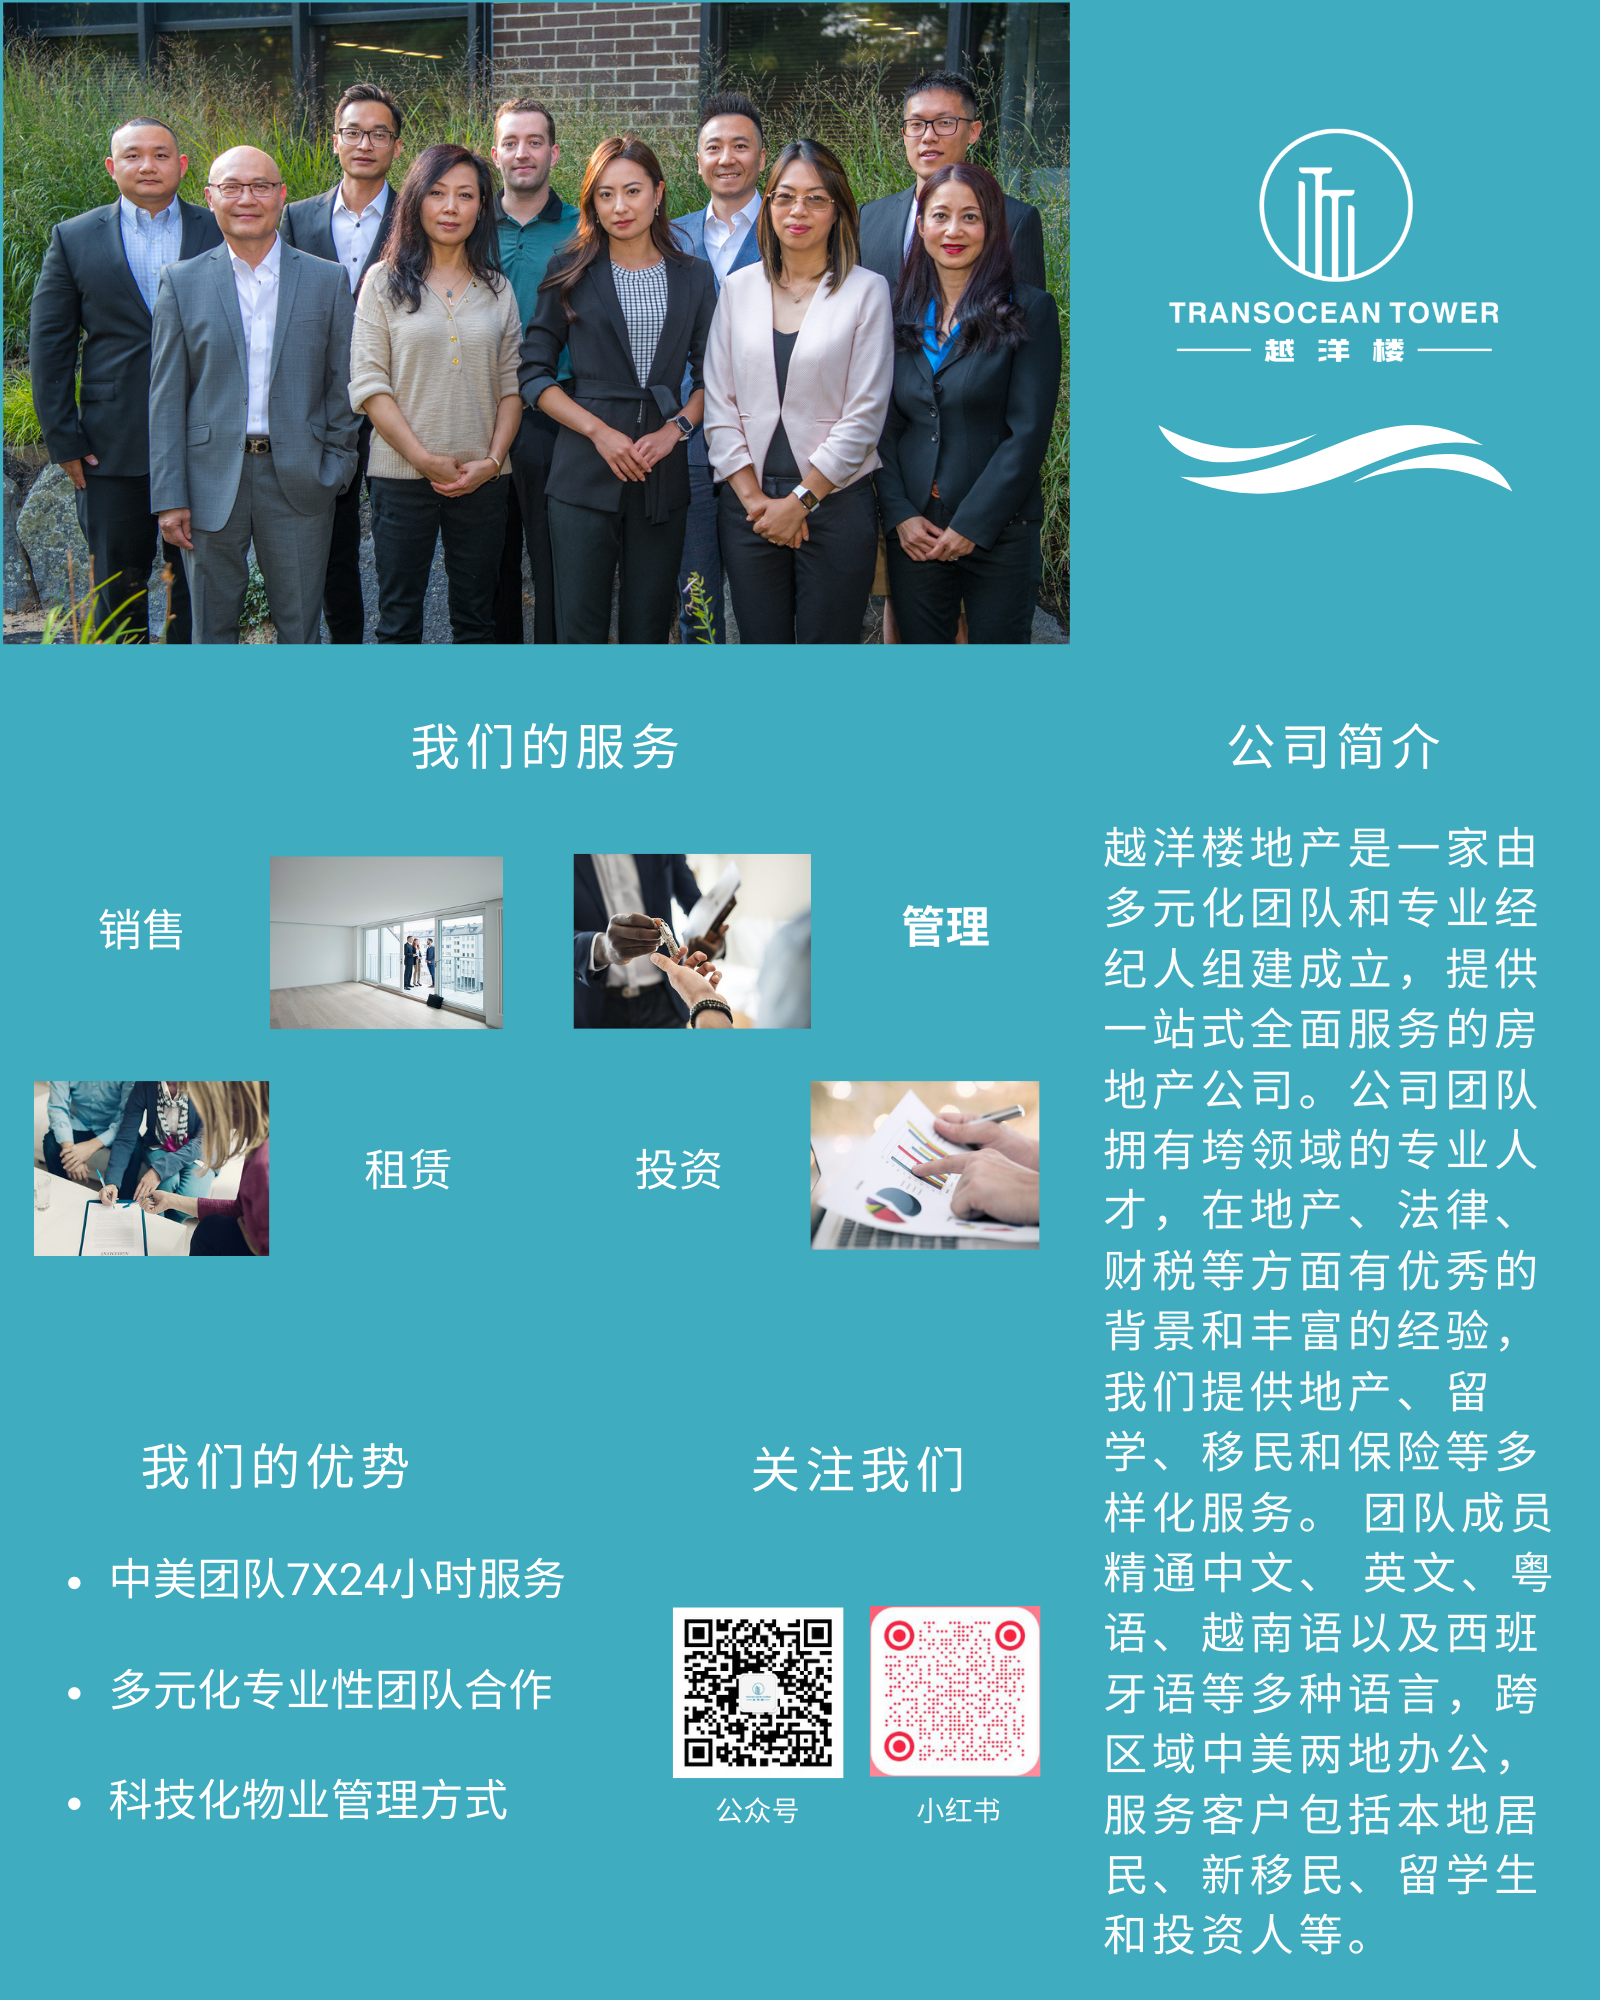 TRANSOCEAN TOWER
越洋楼
我们的服务
销售
管理
租赁
投资
我们的优势
• 中美团队7X24小时服务
• 多元化专业性团队合作
• 科技化物业管理方式
关注我们
公众号
小红书
公司简介
越洋楼地产是一家由
多元化团队和专业经
纪人组建成立，提供
一站式全面服务的房
地产公司。公司团队
拥有垮领域的专业人
才，在地产、法律、
财税等方面有优秀的
背景和丰富的经验，
我们提供地产、留
学、移民和保险等多
样化服务。 团队成员
精通中文、 英文、粤
语、越南语以及西班
牙语等多种语言，跨
区域中美两地办公，
服务客户包括本地居
民、新移民、留学生
和投资人等。